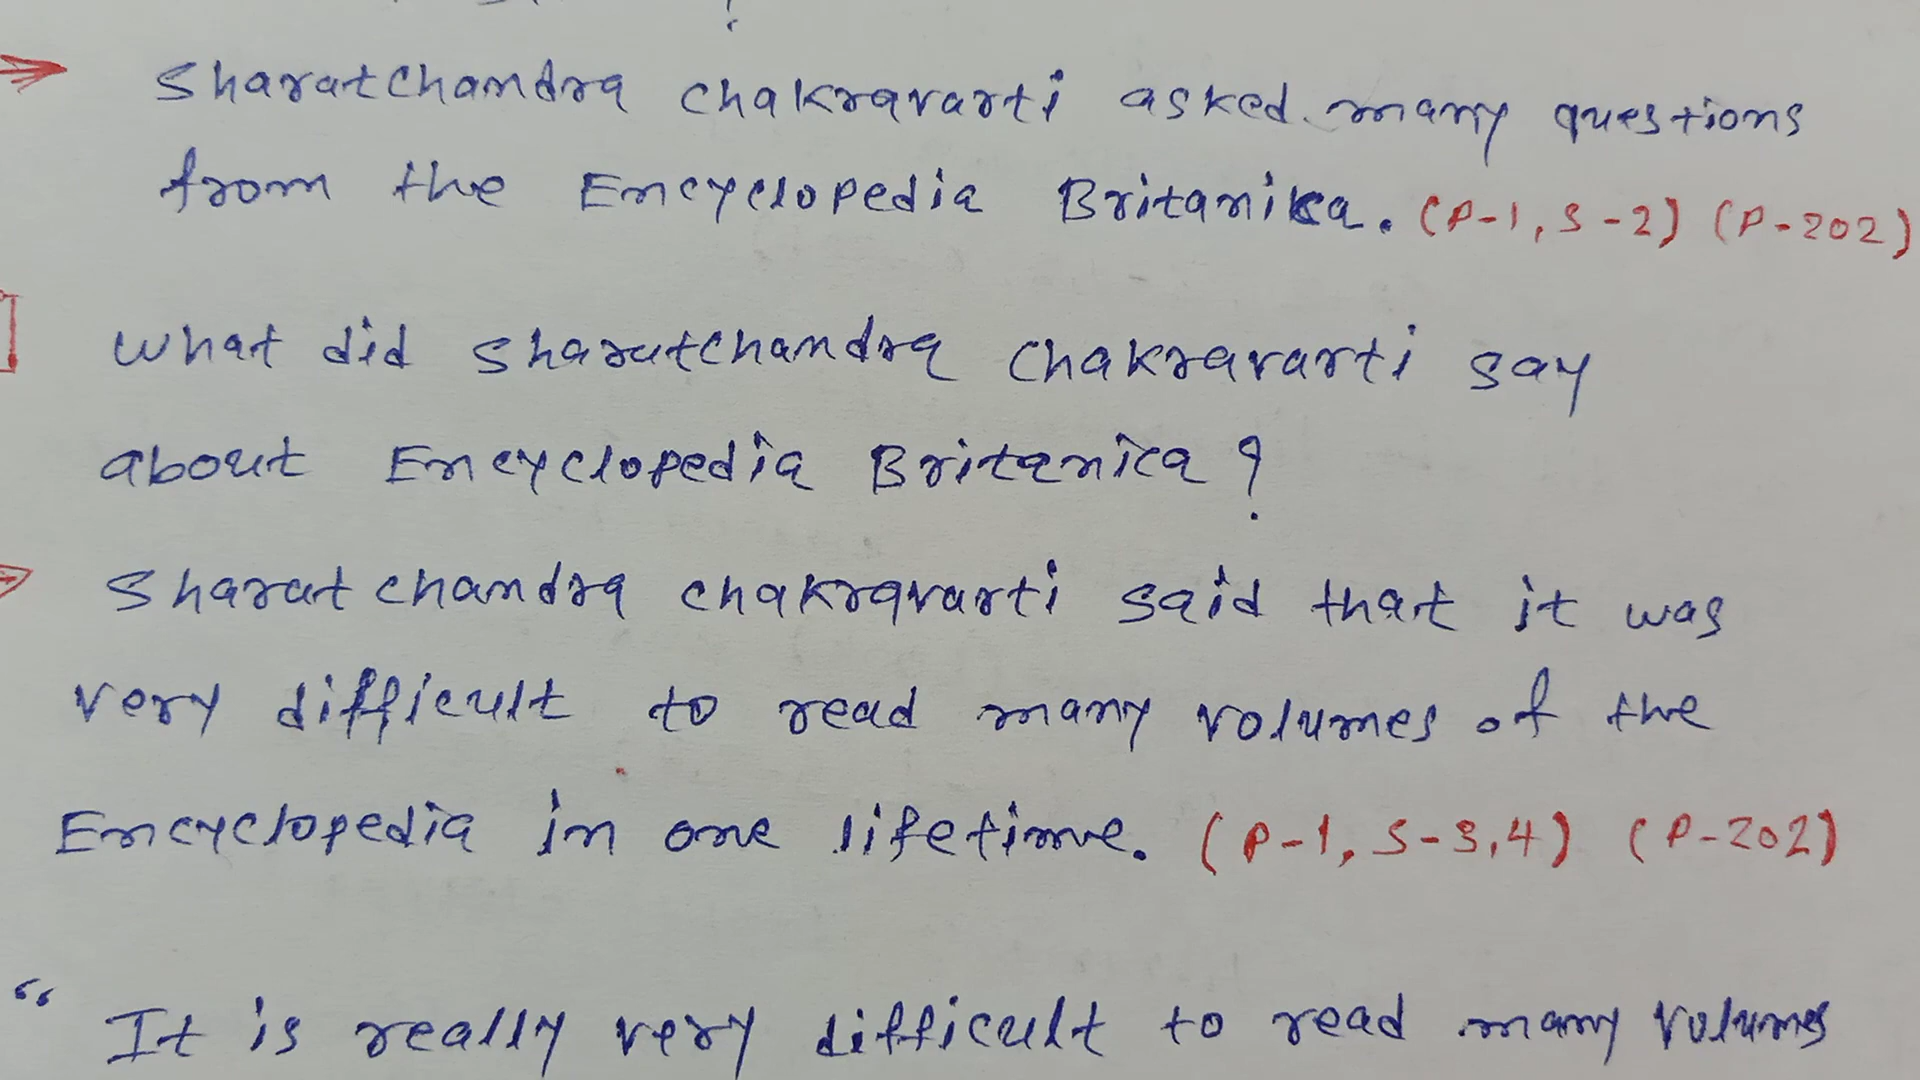 Sharatchandra Chakravarti asked many questions
from the Encyclopedia Britanika. (P-1, S-2) (P-202)
What did Sharatchandra Chakravarti say
about Encyclopedia Britanica?
Sharatchandra Chakravarti said that it was
very difficult to read many volumes of the
Encyclopedia in one lifetime. (P-1, S-3,4) (P-202)
“ It is really very difficult to read many volumes